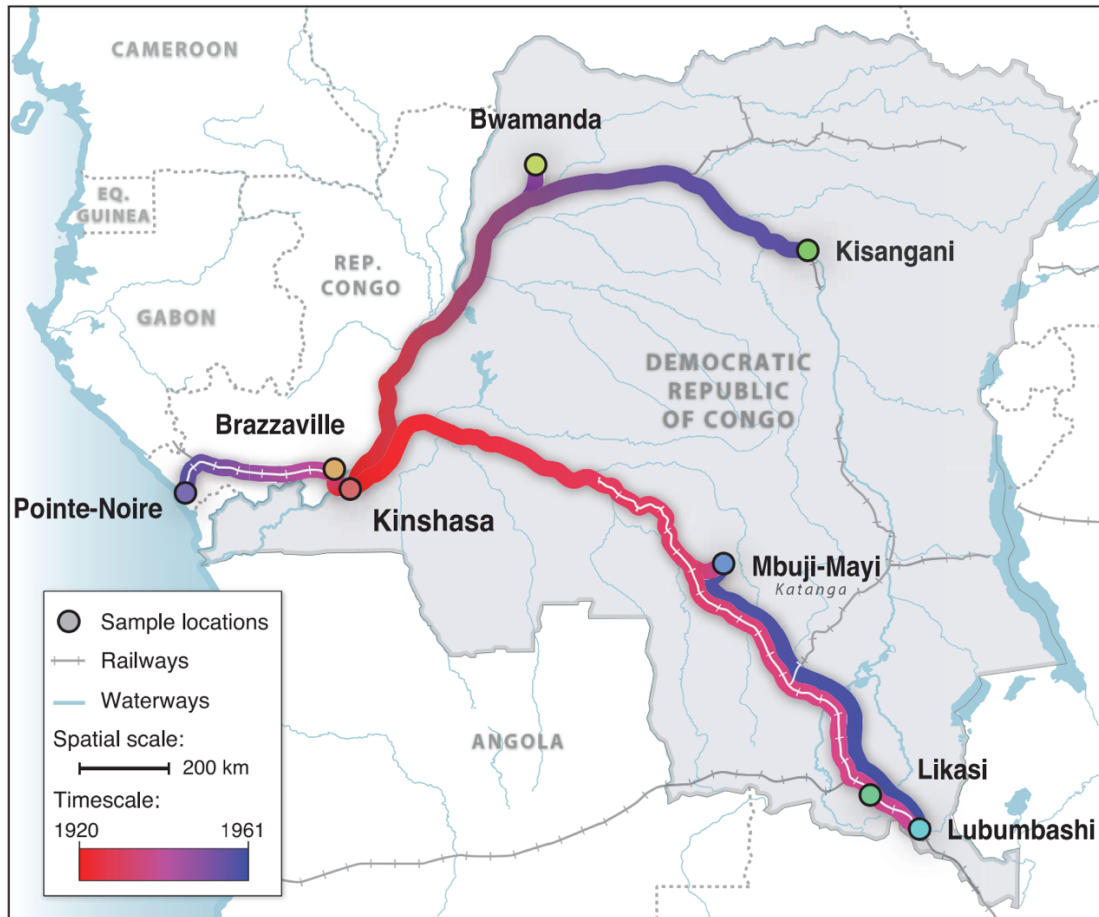 CAMEROON
Bwamanda
EQ.
GUINEA
Kisangani
REP.
CONGO
GABON
DEMOCRATIC
REPUBLIC
OF CONGO
Brazzaville
Pointe-Noire
Kinshasa
Mbuji-Mayi
Katanga
Sample locations
Railways
Waterways
Spatial scale:
200 km
Timescale:
1920 1961
ANGOLA
Likasi
Lubumbashi